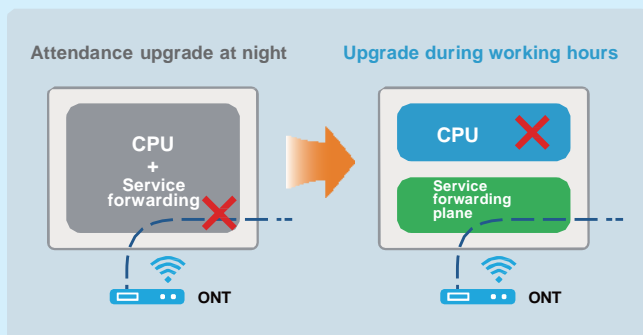 Attendance upgrade at night
CPU
+
Service
forwarding
ONT
Upgrade during working hours
CPU
Service
forwarding
plane
ONT